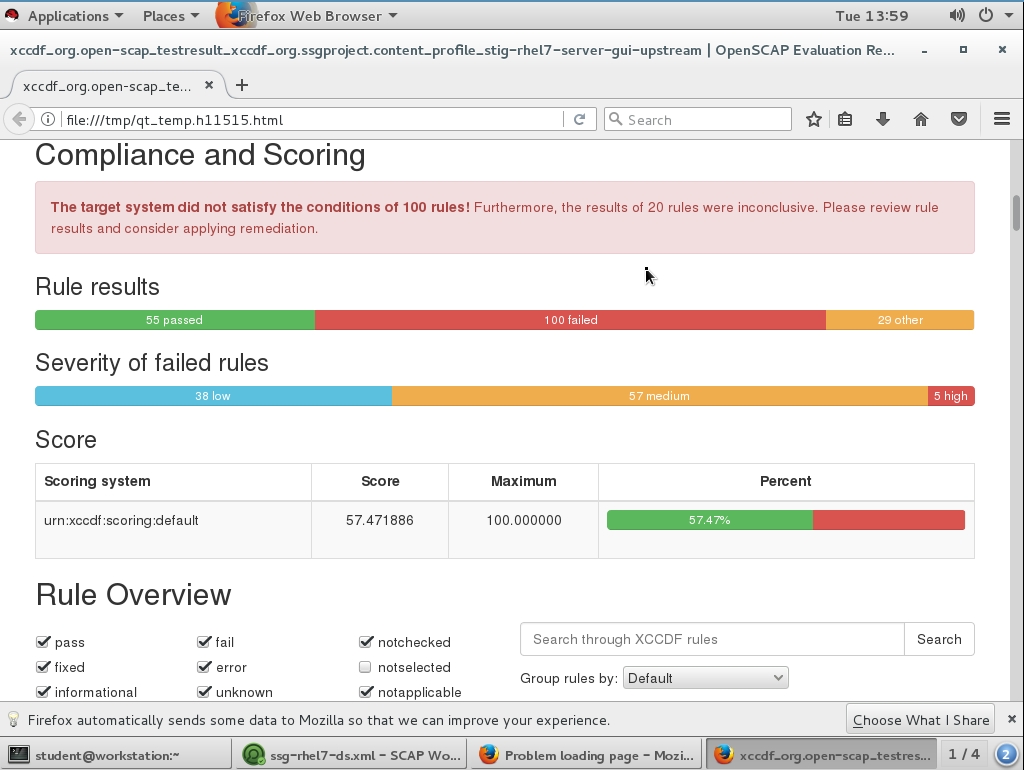 Applications Places Firefox Web Browser Tue 13:59
xccdf_org.open-scap_testresult_xccdf_org.ssgproject.content_profile_stig-rhel7-server-gui-upstream | OpenSCAP Evaluation Re...
xccdf_org.open-scap_te...
file:///tmp/qt_temp.h11515.html Search
Compliance and Scoring
The target system did not satisfy the conditions of 100 rules! Furthermore, the results of 20 rules were inconclusive. Please review rule
results and consider applying remediation.
Rule results
55 passed 100 failed 29 other
Severity of failed rules
38 low 57 medium 5 high
Score
Scoring system Score Maximum Percent
urn:xccdf:scoring:default 57.471886 100.000000 57.47%
Rule Overview
pass fail notchecked Search through XCCDF rules Search
fixed error notselected Group rules by: Default
informational unknown notapplicable
Firefox automatically sends some data to Mozilla so that we can improve your experience. Choose What I Share
student@workstation:~ ssg-rhel7-ds.xml – SCAP Wo... Problem loading page – Mozi... xccdf_org.open-scap_testres... 1 / 4 2